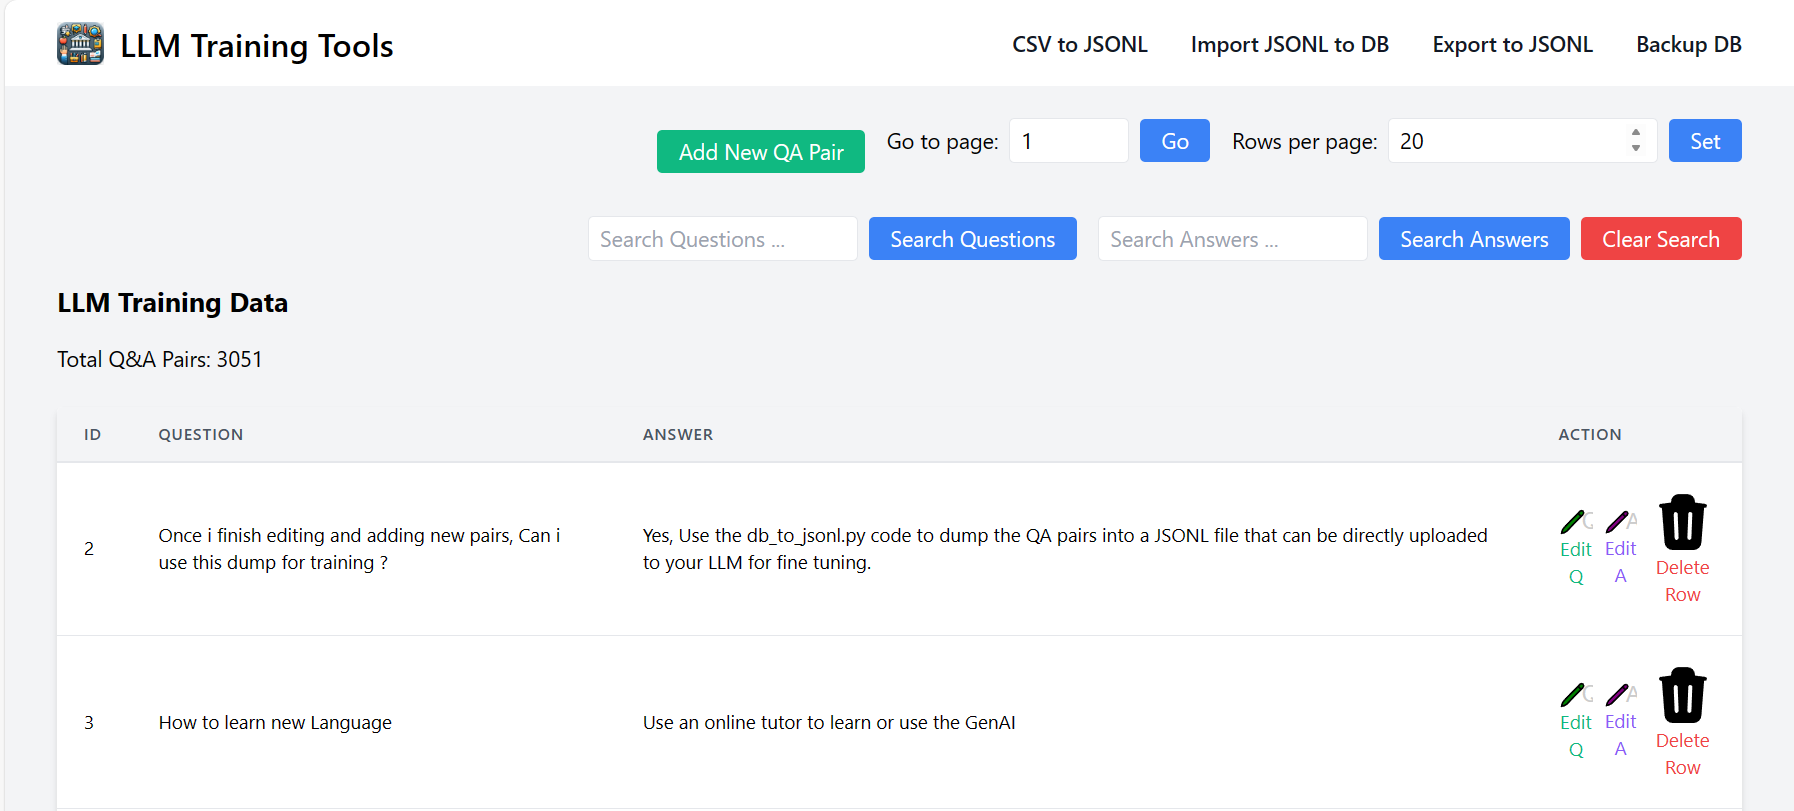 LLM Training Tools
CSV to JSONL
Import JSONL to DB
Export to JSONL
Backup DB
Add New QA Pair
Go to page:
1
Go
Rows per page:
20
Set
Search Questions ...
Search Questions
Search Answers ...
Search Answers
Clear Search
LLM Training Data
Total Q&A Pairs: 3051
ID
QUESTION
ANSWER
ACTION
2
Once i finish editing and adding new pairs, Can i
use this dump for training ?
Yes, Use the db_to_jsonl.py code to dump the QA pairs into a JSONL file that can be directly uploaded
to your LLM for fine tuning.
Edit
Q
Edit
A
Delete
Row
3
How to learn new Language
Use an online tutor to learn or use the GenAI
Edit
Q
Edit
A
Delete
Row